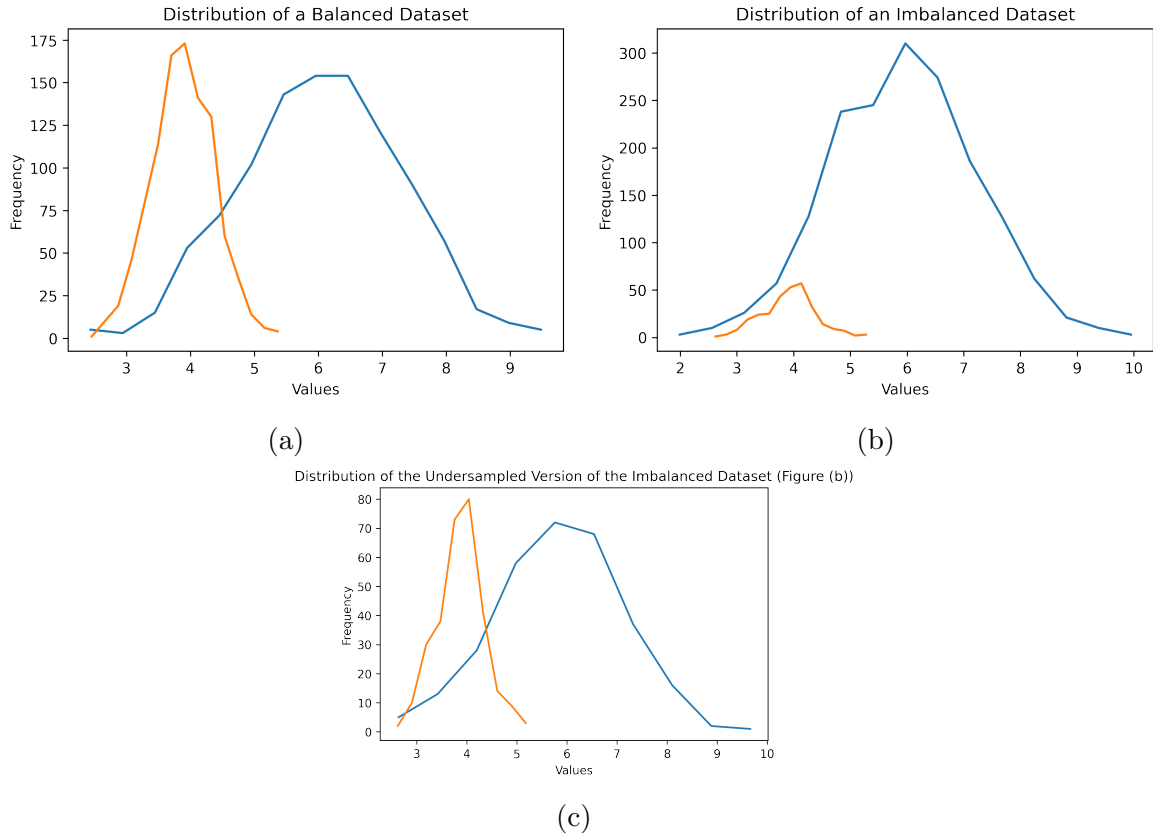 Distribution of a Balanced Dataset
175
150
125
100
75
50
25
0
Frequency
3 4 5 6 7 8 9
Values
(a)
Distribution of an Imbalanced Dataset
300
250
200
150
100
50
0
Frequency
2 3 4 5 6 7 8 9 10
Values
(b)
Distribution of the Undersampled Version of the Imbalanced Dataset (Figure (b))
80
70
60
50
40
30
20
10
0
Frequency
3 4 5 6 7 8 9 10
Values
(c)